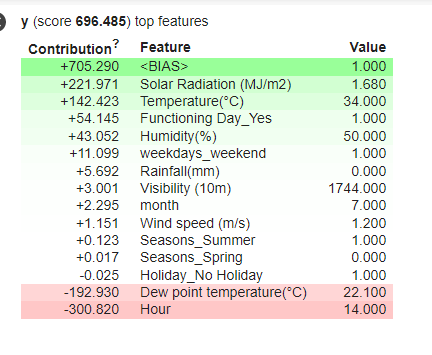 y (score 696.485) top features
Contribution? Feature Value
+705.290 <BIAS> 1.000
+221.971 Solar Radiation (MJ/m2) 1.680
+142.423 Temperature(°C) 34.000
+54.145 Functioning Day_Yes 1.000
+43.052 Humidity(%) 50.000
+11.099 weekdays_weekend 1.000
+5.692 Rainfall(mm) 0.000
+3.001 Visibility (10m) 1744.000
+2.295 month 7.000
+1.151 Wind speed (m/s) 1.200
+0.123 Seasons_Summer 1.000
+0.017 Seasons_Spring 0.000
-0.025 Holiday_No Holiday 1.000
-192.930 Dew point temperature(°C) 22.100
-300.820 Hour 14.000